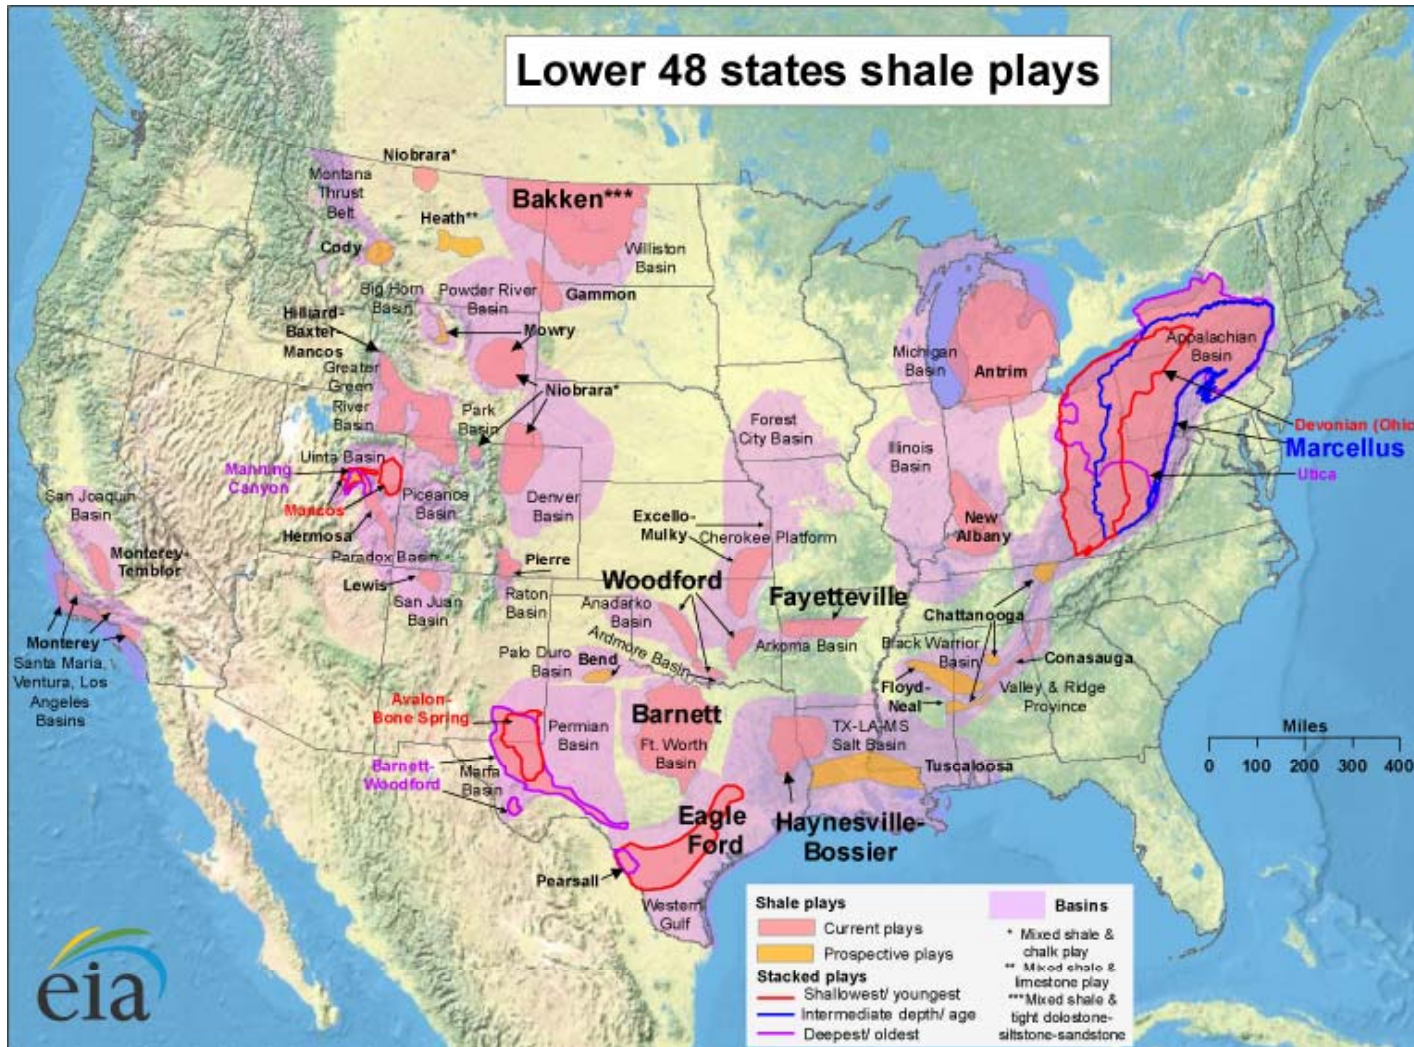 Lower 48 states shale plays
Niobrara*
Montana
Thrust
Belt
Bakken***
Heath**
Cody
Williston
Basin
Big Horn
Basin
Powder River
Basin
Gammon
Hilliard-
Baxter-
Mancos
Mowry
Greater
Green
River
Basin
Niobrara*
Park
Basin
Michigan
Basin
Antrim
Appalachian
Basin
Devonian (Ohio
Marcellus
Utica
Forest
City Basin
Illinois
Basin
Uinta Basin
Manning
Canyon
Mancos
Piceance
Basin
Denver
Basin
San Joaquin
Basin
Hermosa
Paradox Basin
Excello-
Mulky
Cherokee Platform
New
Albany
Monterey-
Temblor
Lewis
San Juan
Basin
Pierre
Raton
Basin
Woodford
Anadarko
Basin
Fayetteville
Arkoma Basin
Ardmore Basin
Chattanooga
Black Warrior
Basin
Conasauga
Monterey
Santa Maria,
Ventura, Los
Angeles
Basins
Palo Duro
Basin
Bend
Floyd-
Neal
Valley & Ridge
Province
Avalon-
Bone Spring
Permian
Basin
Barnett
Ft. Worth
Basin
TX-LA-MS
Salt Basin
Tuscaloosa
Barnett-
Woodford
Marfa
Basin
Eagle
Ford
Haynesville-
Bossier
Pearsall
Western
Gulf
Miles
0 100 200 300 400
Shale plays
Current plays
Prospective plays
Stacked plays
Shallowest/ youngest
Intermediate depth/ age
Deepest/ oldest
Basins
* Mixed shale &
chalk play
** Mixed shale &
limestone play
***Mixed shale &
tight dolostone-
siltstone-sandstone
eia